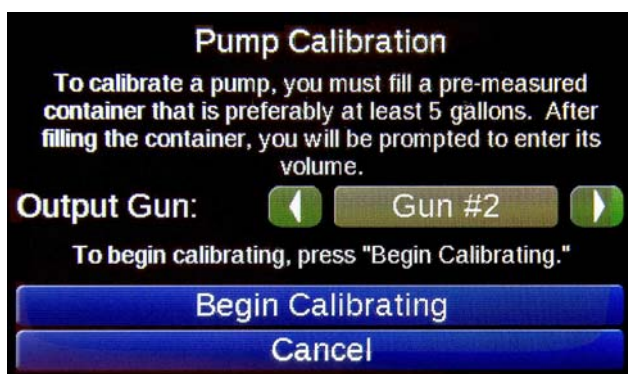 Pump Calibration
To calibrate a pump, you must fill a pre-measured
container that is preferably at least 5 gallons. After
filling the container, you will be prompted to enter its
volume.
Output Gun: Gun #2
To begin calibrating, press "Begin Calibrating."
Begin Calibrating
Cancel